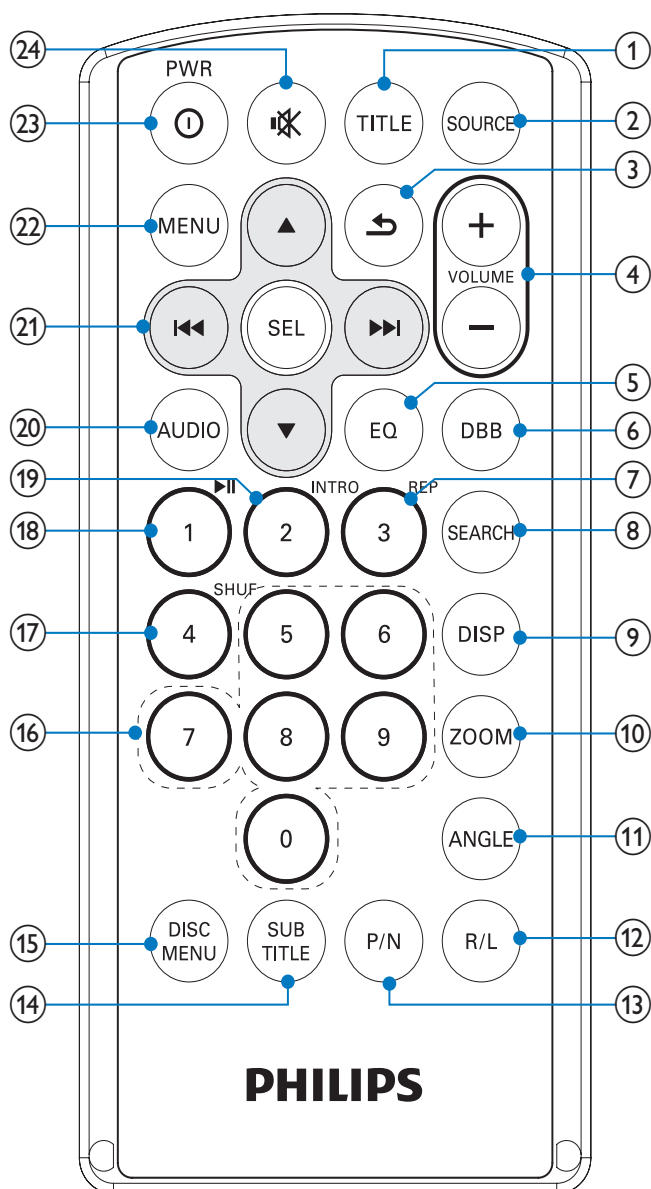 24 1
PWR
23 TITLE SOURCE 2
3
22 MENU + 4
VOLUME
21 SEL −
5
20 AUDIO EQ DBB 6
19 INTRO REP 7
18 1 2 3 SEARCH 8
SHUF
17 4 5 6 DISP 9
16 7 8 9 ZOOM 10
0 ANGLE 11
15 DISC MENU SUB TITLE P/N R/L 12
14 13
PHILIPS